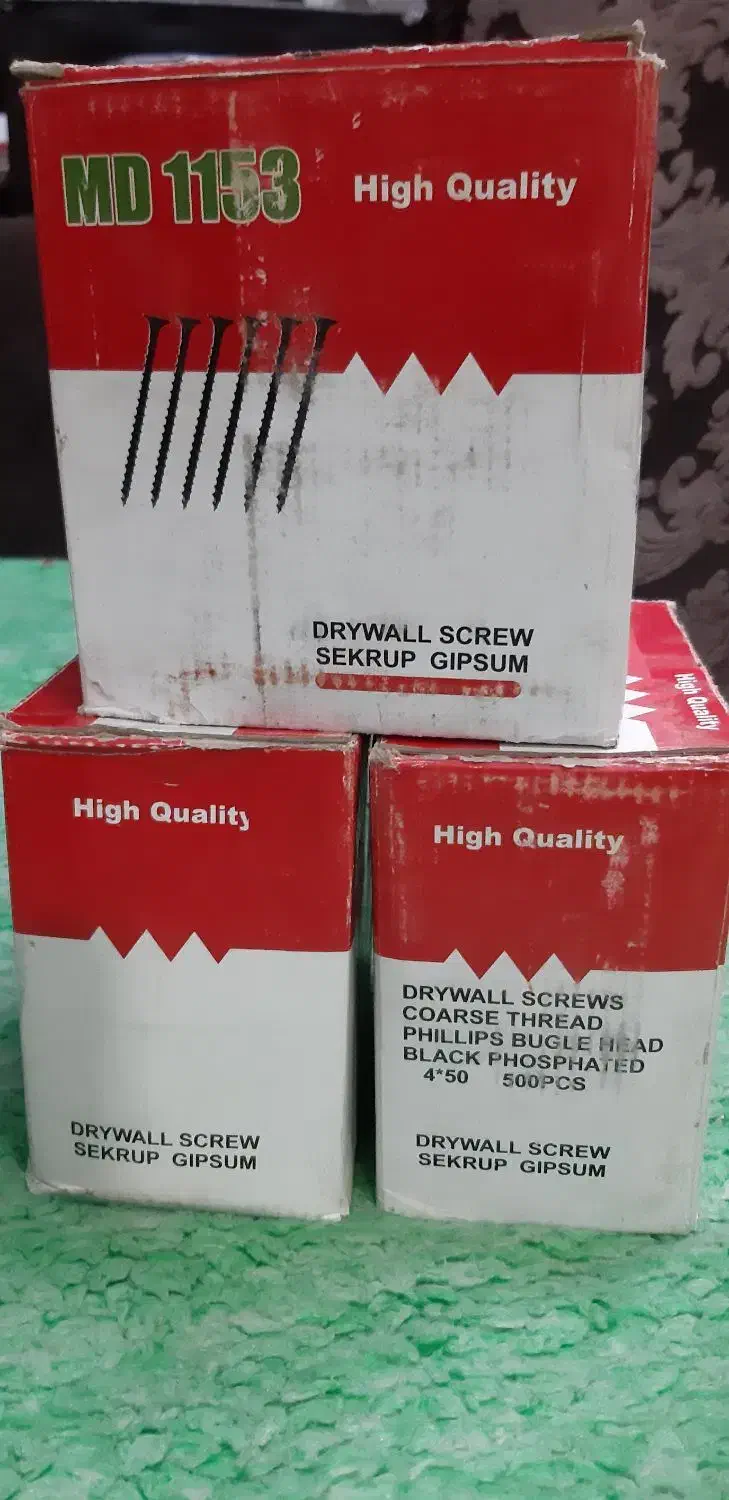 MD 1153
High Quality
DRYWALL SCREW
SEKRUP GIPSUM
High Quality
High Quality
DRYWALL SCREW
SEKRUP GIPSUM
High Quality
DRYWALL SCREWS
COARSE THREAD
PHILLIPS BUGLE HEAD
BLACK PHOSPHATED
4*50 500PCS
DRYWALL SCREW
SEKRUP GIPSUM